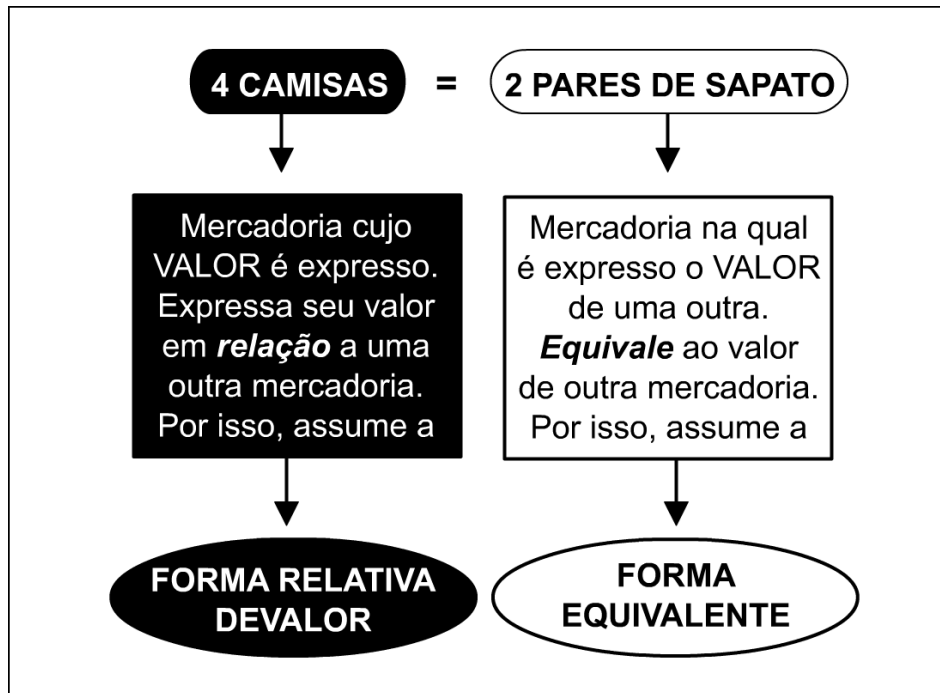 4 CAMISAS = 2 PARES DE SAPATO
Mercadoria cujo
VALOR é expresso.
Expressa seu valor
em relação a uma
outra mercadoria.
Por isso, assume a
Mercadoria na qual
é expresso o VALOR
de uma outra.
Equivale ao valor
de outra mercadoria.
Por isso, assume a
FORMA RELATIVA
DEVALOR
FORMA
EQUIVALENTE